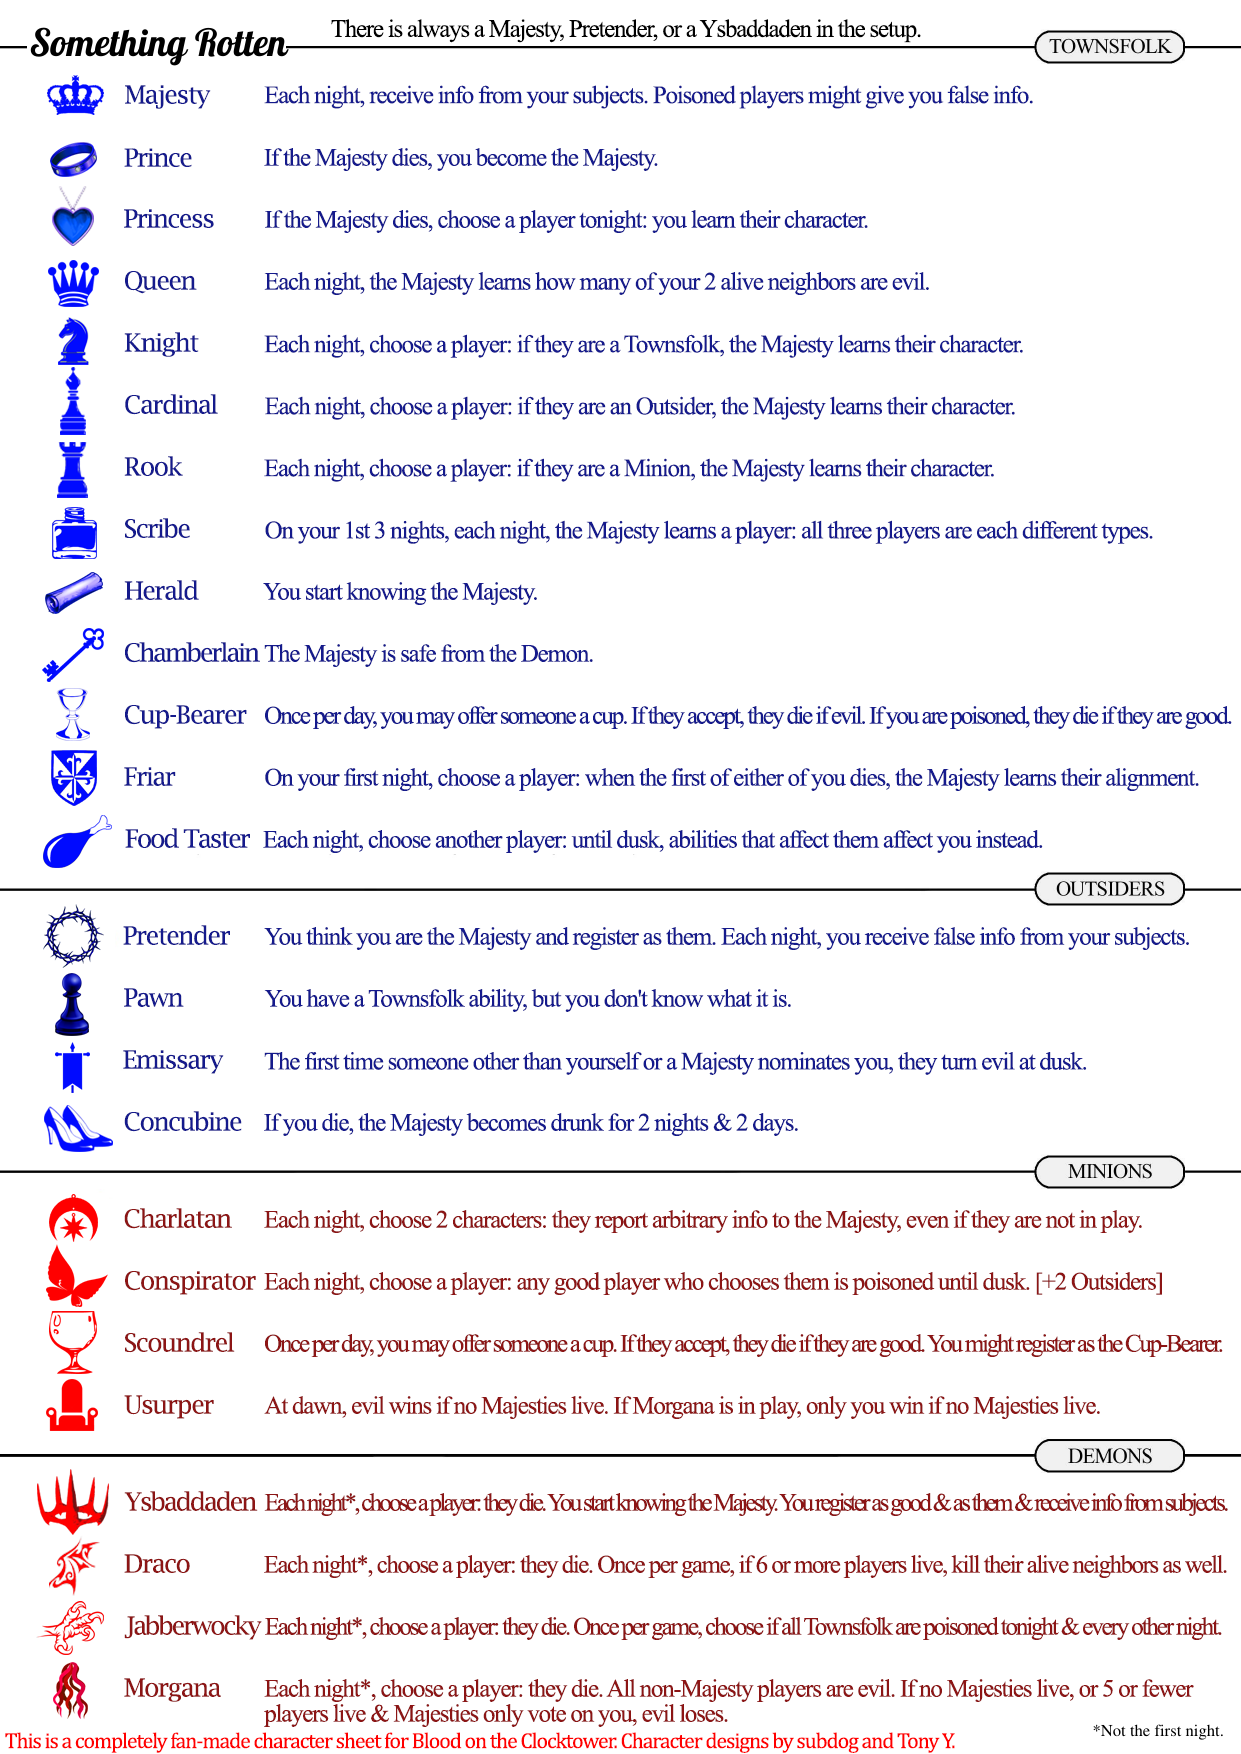 There is always a Majesty, Pretender, or a Ysbaddaden in the setup.
Something Rotten
TOWNSFOLK
Majesty Each night, receive info from your subjects. Poisoned players might give you false info.
Prince If the Majesty dies, you become the Majesty.
Princess If the Majesty dies, choose a player tonight: you learn their character.
Queen Each night, the Majesty learns how many of your 2 alive neighbors are evil.
Knight Each night, choose a player: if they are a Townsfolk, the Majesty learns their character.
Cardinal Each night, choose a player: if they are an Outsider, the Majesty learns their character.
Rook Each night, choose a player: if they are a Minion, the Majesty learns their character.
Scribe On your 1st 3 nights, each night, the Majesty learns a player: all three players are each different types.
Herald You start knowing the Majesty.
Chamberlain The Majesty is safe from the Demon.
Cup-Bearer Once per day, you may offer someone a cup. If they accept, they die if evil. If you are poisoned, they die if they are good.
Friar On your first night, choose a player: when the first of either of you dies, the Majesty learns their alignment.
Food Taster Each night, choose another player: until dusk, abilities that affect them affect you instead.
OUTSIDERS
Pretender You think you are the Majesty and register as them. Each night, you receive false info from your subjects.
Pawn You have a Townsfolk ability, but you don't know what it is.
Emissary The first time someone other than yourself or a Majesty nominates you, they turn evil at dusk.
Concubine If you die, the Majesty becomes drunk for 2 nights & 2 days.
MINIONS
Charlatan Each night, choose 2 characters: they report arbitrary info to the Majesty, even if they are not in play.
Conspirator Each night, choose a player: any good player who chooses them is poisoned until dusk. [+2 Outsiders]
Scoundrel Once per day, you may offer someone a cup. If they accept, they die if they are good. You might register as the Cup-Bearer.
Usurper At dawn, evil wins if no Majesties live. If Morgana is in play, only you win if no Majesties live.
DEMONS
Ysbaddaden Each night*, choose a player: they die. You start knowing the Majesty. You register as good & as them & receive info from subjects.
Draco Each night*, choose a player: they die. Once per game, if 6 or more players live, kill their alive neighbors as well.
Jabberwocky Each night*, choose a player: they die. Once per game, choose if all Townsfolk are poisoned tonight & every other night.
Morgana Each night*, choose a player: they die. All non-Majesty players are evil. If no Majesties live, or 5 or fewer
players live & Majesties only vote on you, evil loses.
*Not the first night.
This is a completely fan-made character sheet for Blood on the Clocktower. Character designs by subdog and Tony Y.